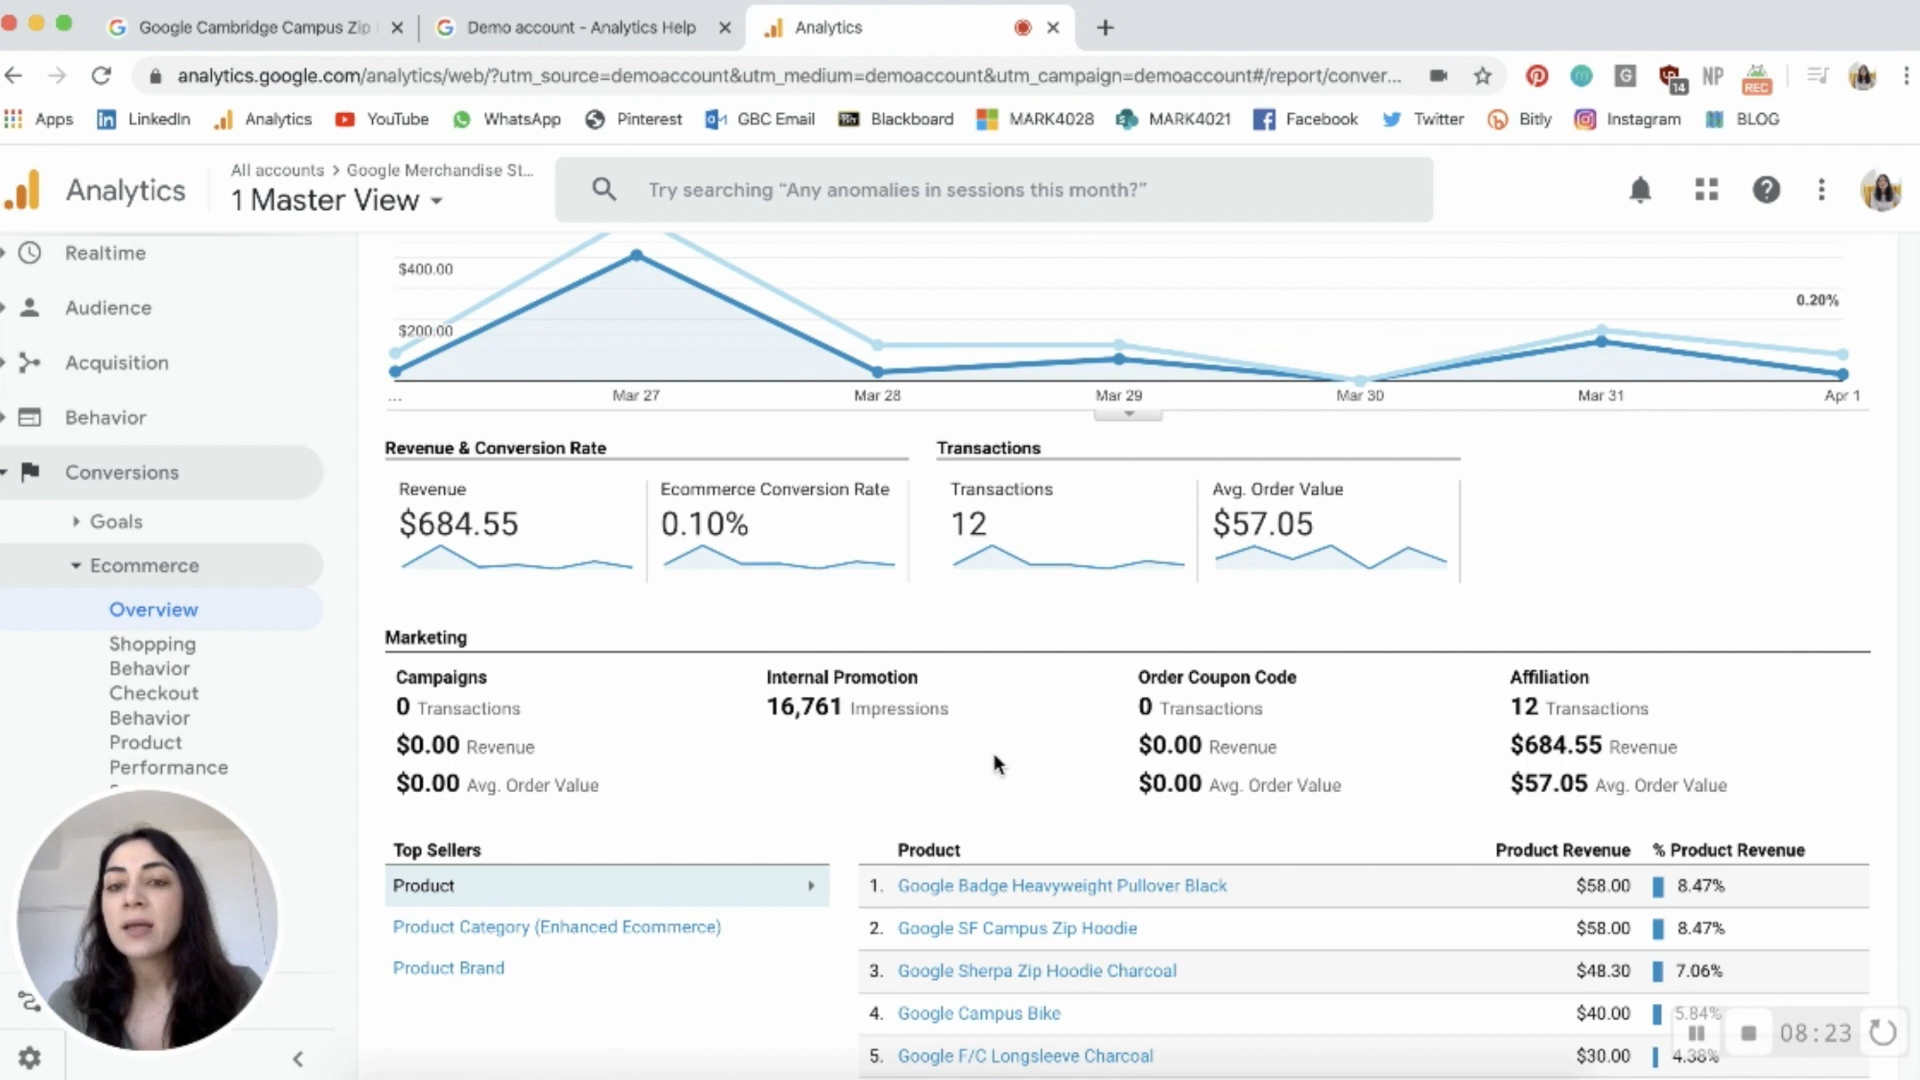 Google Cambridge Campus Zip
Demo account - Analytics Help
Analytics
analytics.google.com/analytics/web/?utm_source=demoaccount&utm_medium=demoaccount&utm_campaign=demoaccount#/report/conver...
14
NP
REC
Apps
LinkedIn
Analytics
YouTube
WhatsApp
Pinterest
GBC Email
Blackboard
MARK4028
MARK4021
Facebook
Twitter
Bitly
Instagram
BLOG
Analytics
All accounts > Google Merchandise St...
1 Master View
Try searching “Any anomalies in sessions this month?”
Realtime
Audience
Acquisition
Behavior
Conversions
Goals
Ecommerce
Overview
Shopping
Behavior
Checkout
Behavior
Product
Performance
$400.00
$200.00
0.20%
... Mar 27 Mar 28 Mar 29 Mar 30 Mar 31 Apr 1
Revenue & Conversion Rate
Transactions
Revenue
$684.55
Ecommerce Conversion Rate
0.10%
Transactions
12
Avg. Order Value
$57.05
Marketing
Campaigns
0 Transactions
$0.00 Revenue
$0.00 Avg. Order Value
Internal Promotion
16,761 Impressions
Order Coupon Code
0 Transactions
$0.00 Revenue
$0.00 Avg. Order Value
Affiliation
12 Transactions
$684.55 Revenue
$57.05 Avg. Order Value
Top Sellers
Product
Product Category (Enhanced Ecommerce)
Product Brand
Product Product Revenue % Product Revenue
1. Google Badge Heavyweight Pullover Black $58.00 8.47%
2. Google SF Campus Zip Hoodie $58.00 8.47%
3. Google Sherpa Zip Hoodie Charcoal $48.30 7.06%
4. Google Campus Bike $40.00 5.84%
5. Google F/C Longsleeve Charcoal $30.00 4.38%
08:23